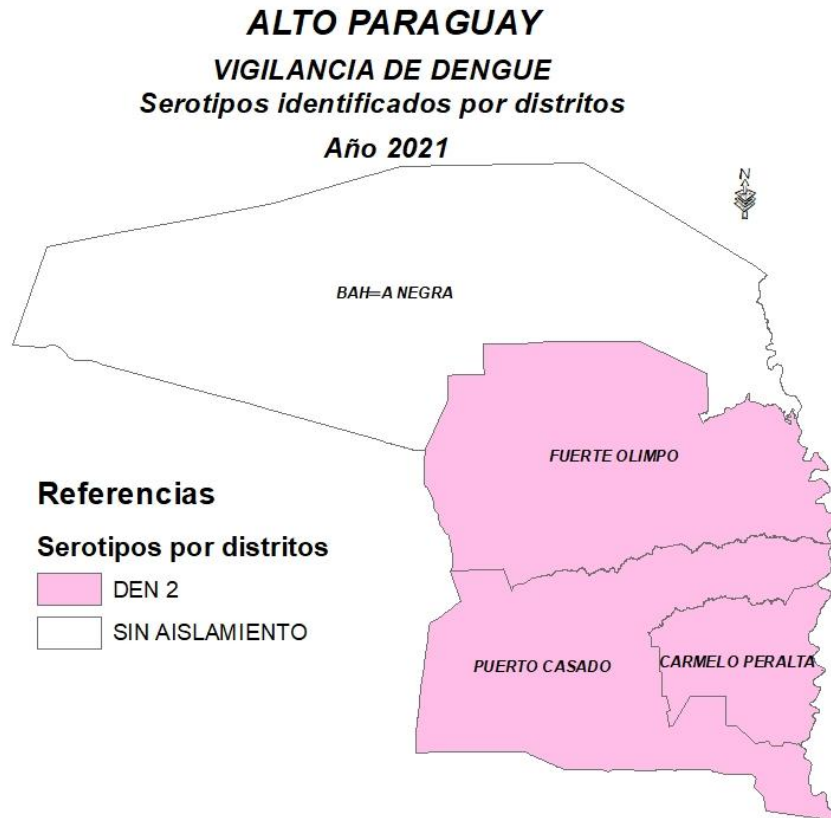 ALTO PARAGUAY
VIGILANCIA DE DENGUE
Serotipos identificados por distritos
Año 2021
N
BAH=A NEGRA
FUERTE OLIMPO
Referencias
Serotipos por distritos
DEN 2
SIN AISLAMIENTO
PUERTO CASADO
CARMELO PERALTA